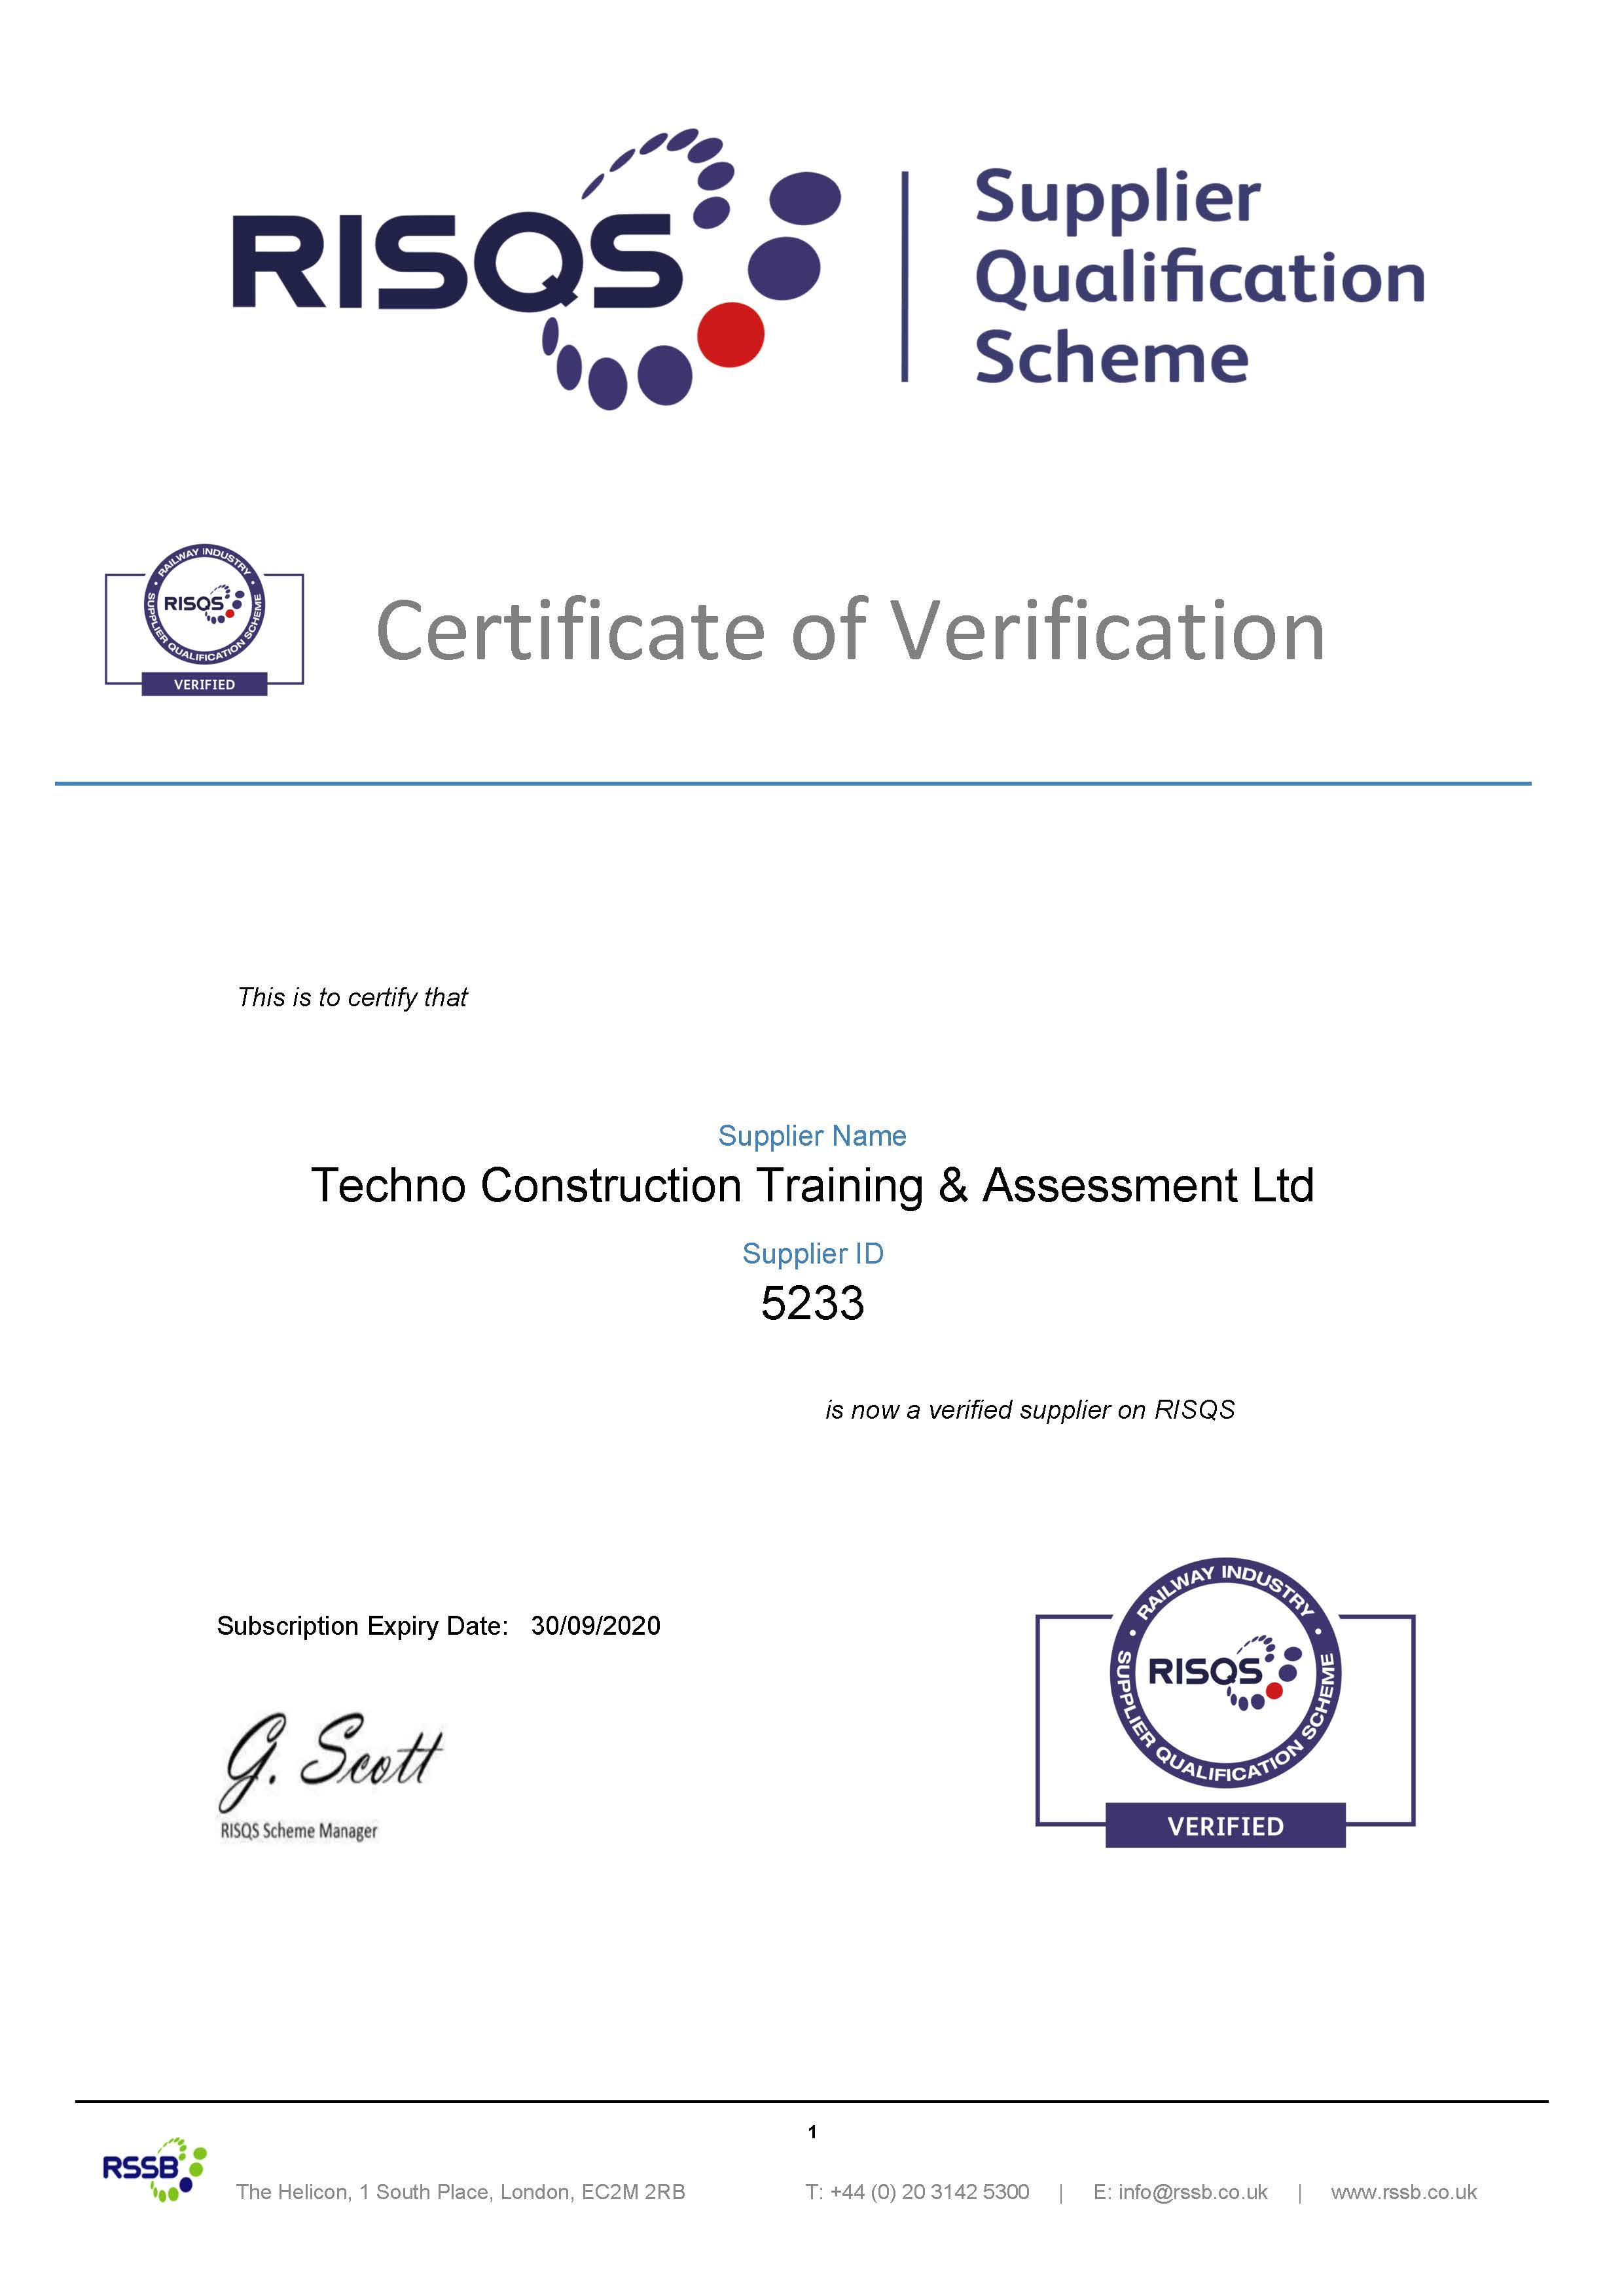 RISQS
Supplier
Qualification
Scheme
RAILWAY INDUSTRY
RISQS
SUPPLIER QUALIFICATION SCHEME
VERIFIED
Certificate of Verification
This is to certify that
Supplier Name
Techno Construction Training & Assessment Ltd
Supplier ID
5233
is now a verified supplier on RISQS
Subscription Expiry Date: 30/09/2020
G. Scott
RISQS Scheme Manager
RAILWAY INDUSTRY
RISQS
SUPPLIER QUALIFICATION SCHEME
VERIFIED
1
RSSB
The Helicon, 1 South Place, London, EC2M 2RB T: +44 (0) 20 3142 5300 | E: info@rssb.co.uk | www.rssb.co.uk